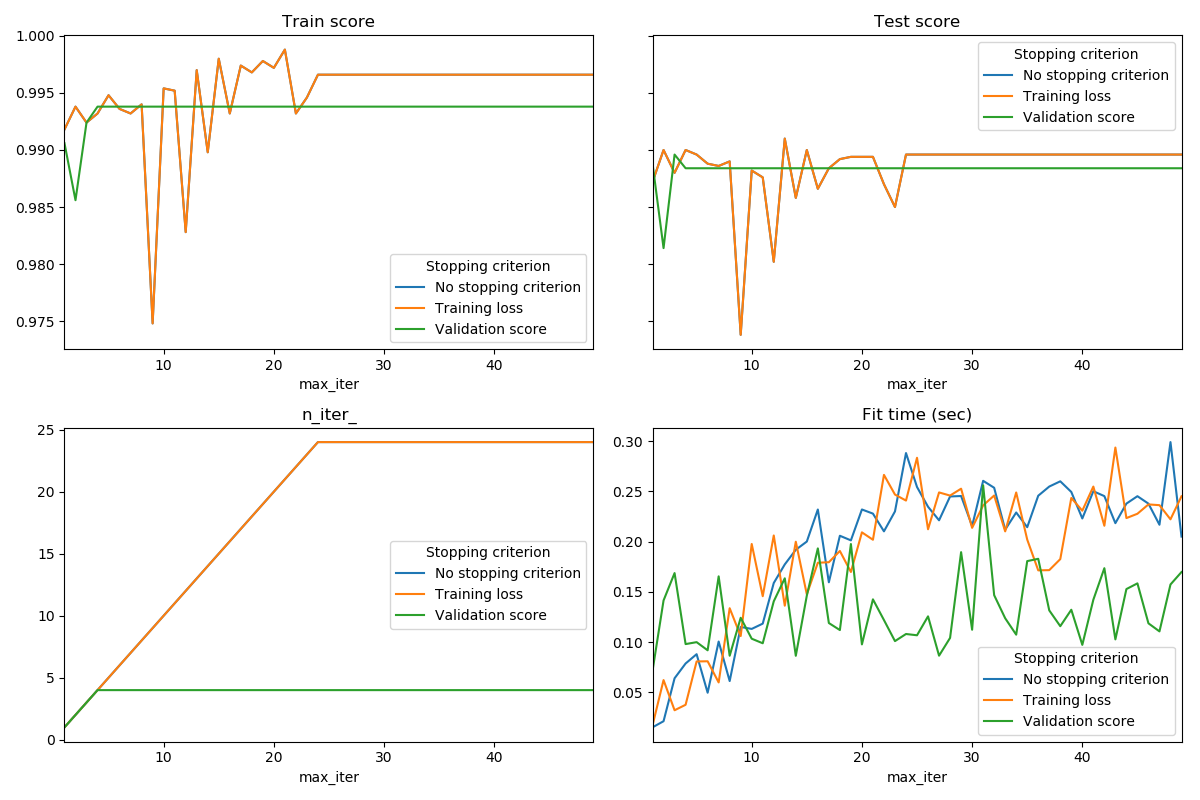 Train score
1.000
0.995
0.990
0.985
0.980
0.975
Stopping criterion
No stopping criterion
Training loss
Validation score
10
20
30
40
max_iter
Test score
Stopping criterion
No stopping criterion
Training loss
Validation score
10
20
30
40
max_iter
n_iter_
25
20
15
10
5
0
Stopping criterion
No stopping criterion
Training loss
Validation score
10
20
30
40
max_iter
Fit time (sec)
0.30
0.25
0.20
0.15
0.10
0.05
Stopping criterion
No stopping criterion
Training loss
Validation score
10
20
30
40
max_iter